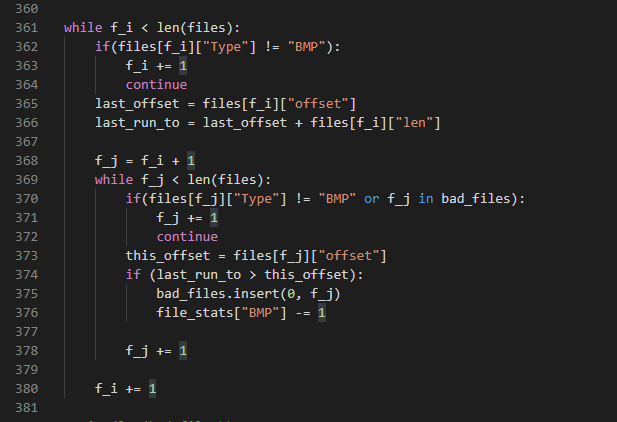 360
361 while f_i < len(files):
362     if(files[f_i]["Type"] != "BMP"):
363         f_i += 1
364         continue
365     last_offset = files[f_i]["offset"]
366     last_run_to = last_offset + files[f_i]["len"]
367
368     f_j = f_i + 1
369     while f_j < len(files):
370         if(files[f_j]["Type"] != "BMP" or f_j in bad_files):
371             f_j += 1
372             continue
373         this_offset = files[f_j]["offset"]
374         if (last_run_to > this_offset):
375             bad_files.insert(0, f_j)
376             file_stats["BMP"] -= 1
377
378         f_j += 1
379
380     f_i += 1
381